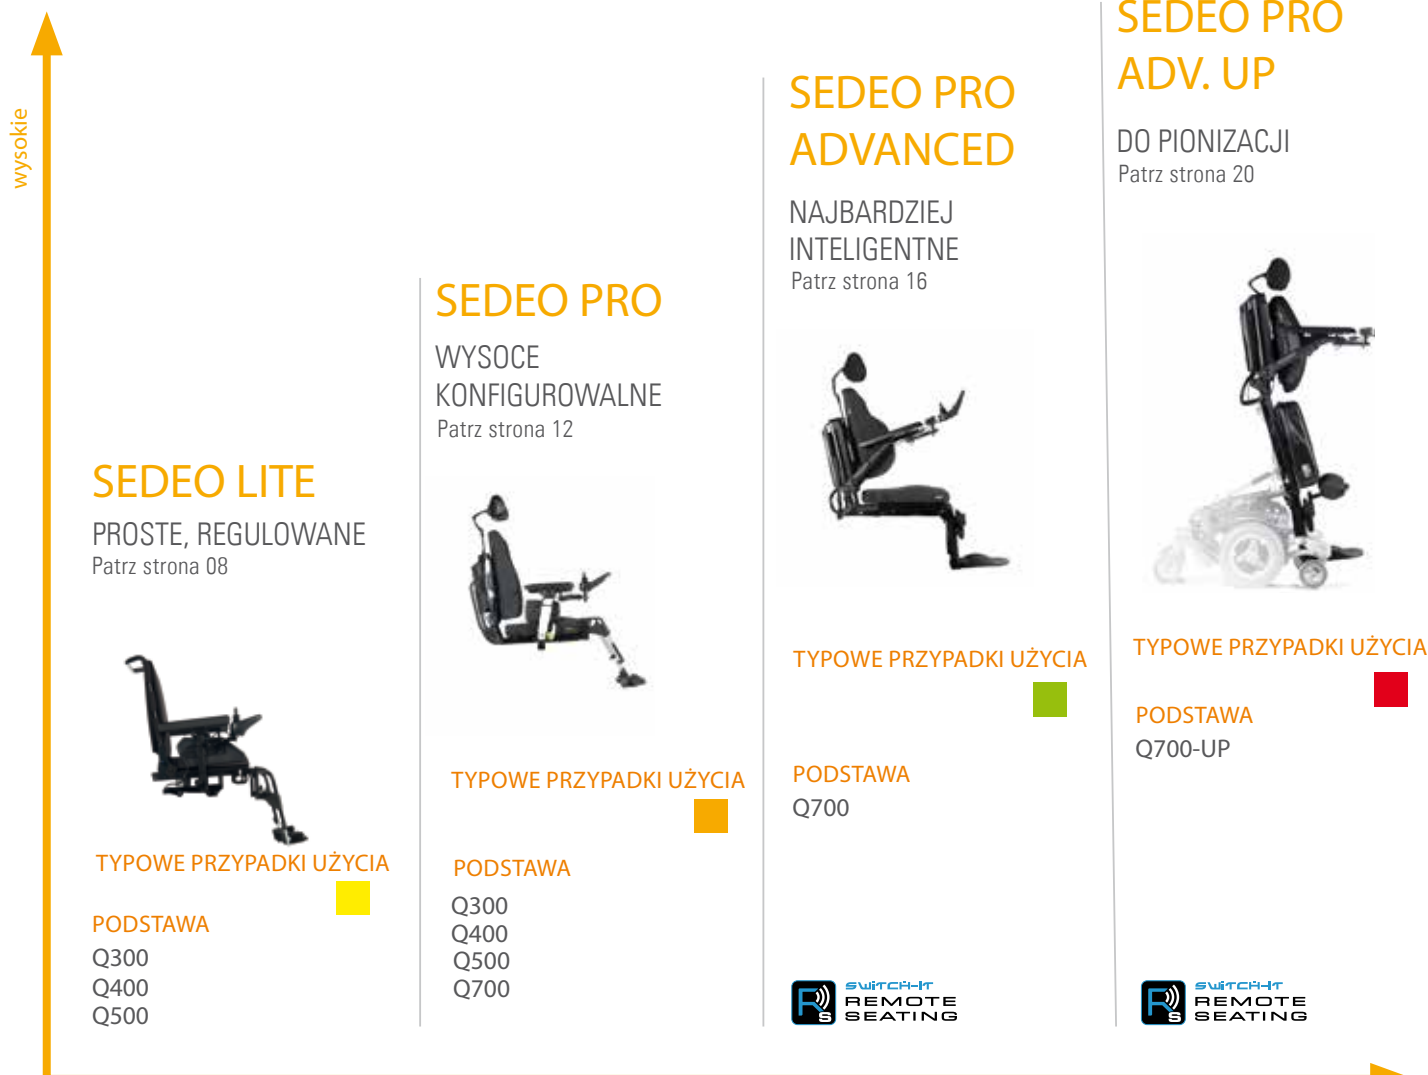 wysokie
SEDEO LITE
PROSTE, REGULOWANE
Patrz strona 08
TYPOWE PRZYPADKI UŻYCIA
PODSTAWA
Q300
Q400
Q500
SEDEO PRO
WYSOCE
KONFIGUROWALNE
Patrz strona 12
TYPOWE PRZYPADKI UŻYCIA
PODSTAWA
Q300
Q400
Q500
Q700
SEDEO PRO
ADVANCED
NAJBARDZIEJ
INTELIGENTNE
Patrz strona 16
TYPOWE PRZYPADKI UŻYCIA
PODSTAWA
Q700
RS
SWITCH-IT
REMOTE
SEATING
SEDEO PRO
ADV. UP
DO PIONIZACJI
Patrz strona 20
TYPOWE PRZYPADKI UŻYCIA
PODSTAWA
Q700-UP
RS
SWITCH-IT
REMOTE
SEATING